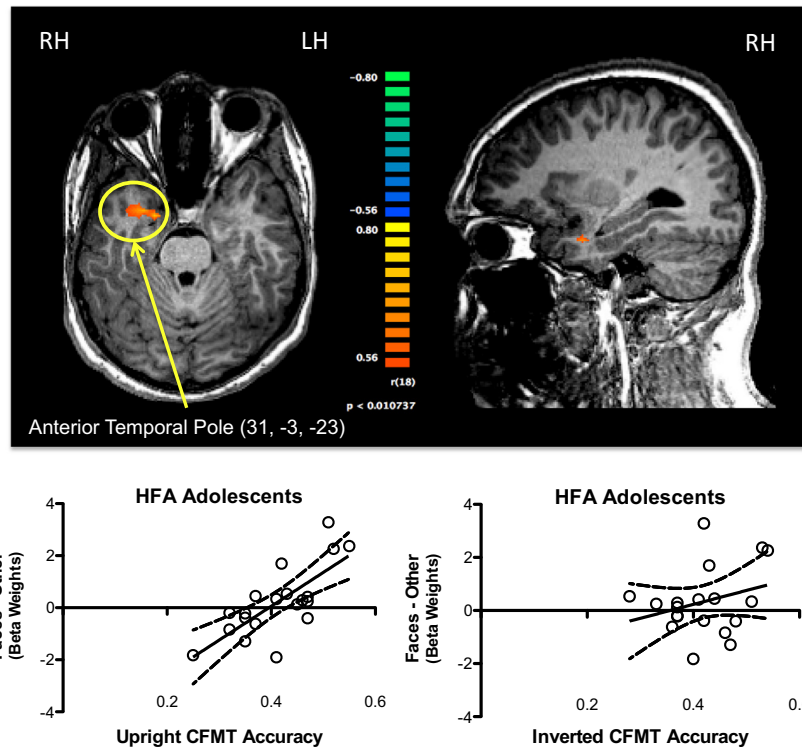 RH
LH
RH
−0.80
−0.56
0.80
0.56
r(18)
p < 0.010737
Anterior Temporal Pole (31, -3, -23)
HFA Adolescents
4
2
0
-2
-4
0.2
0.4
0.6
- Other
(Beta Weights)
Upright CFMT Accuracy
HFA Adolescents
4
2
0
-2
-4
0.2
0.4
Faces - Other
(Beta Weights)
Inverted CFMT Accuracy